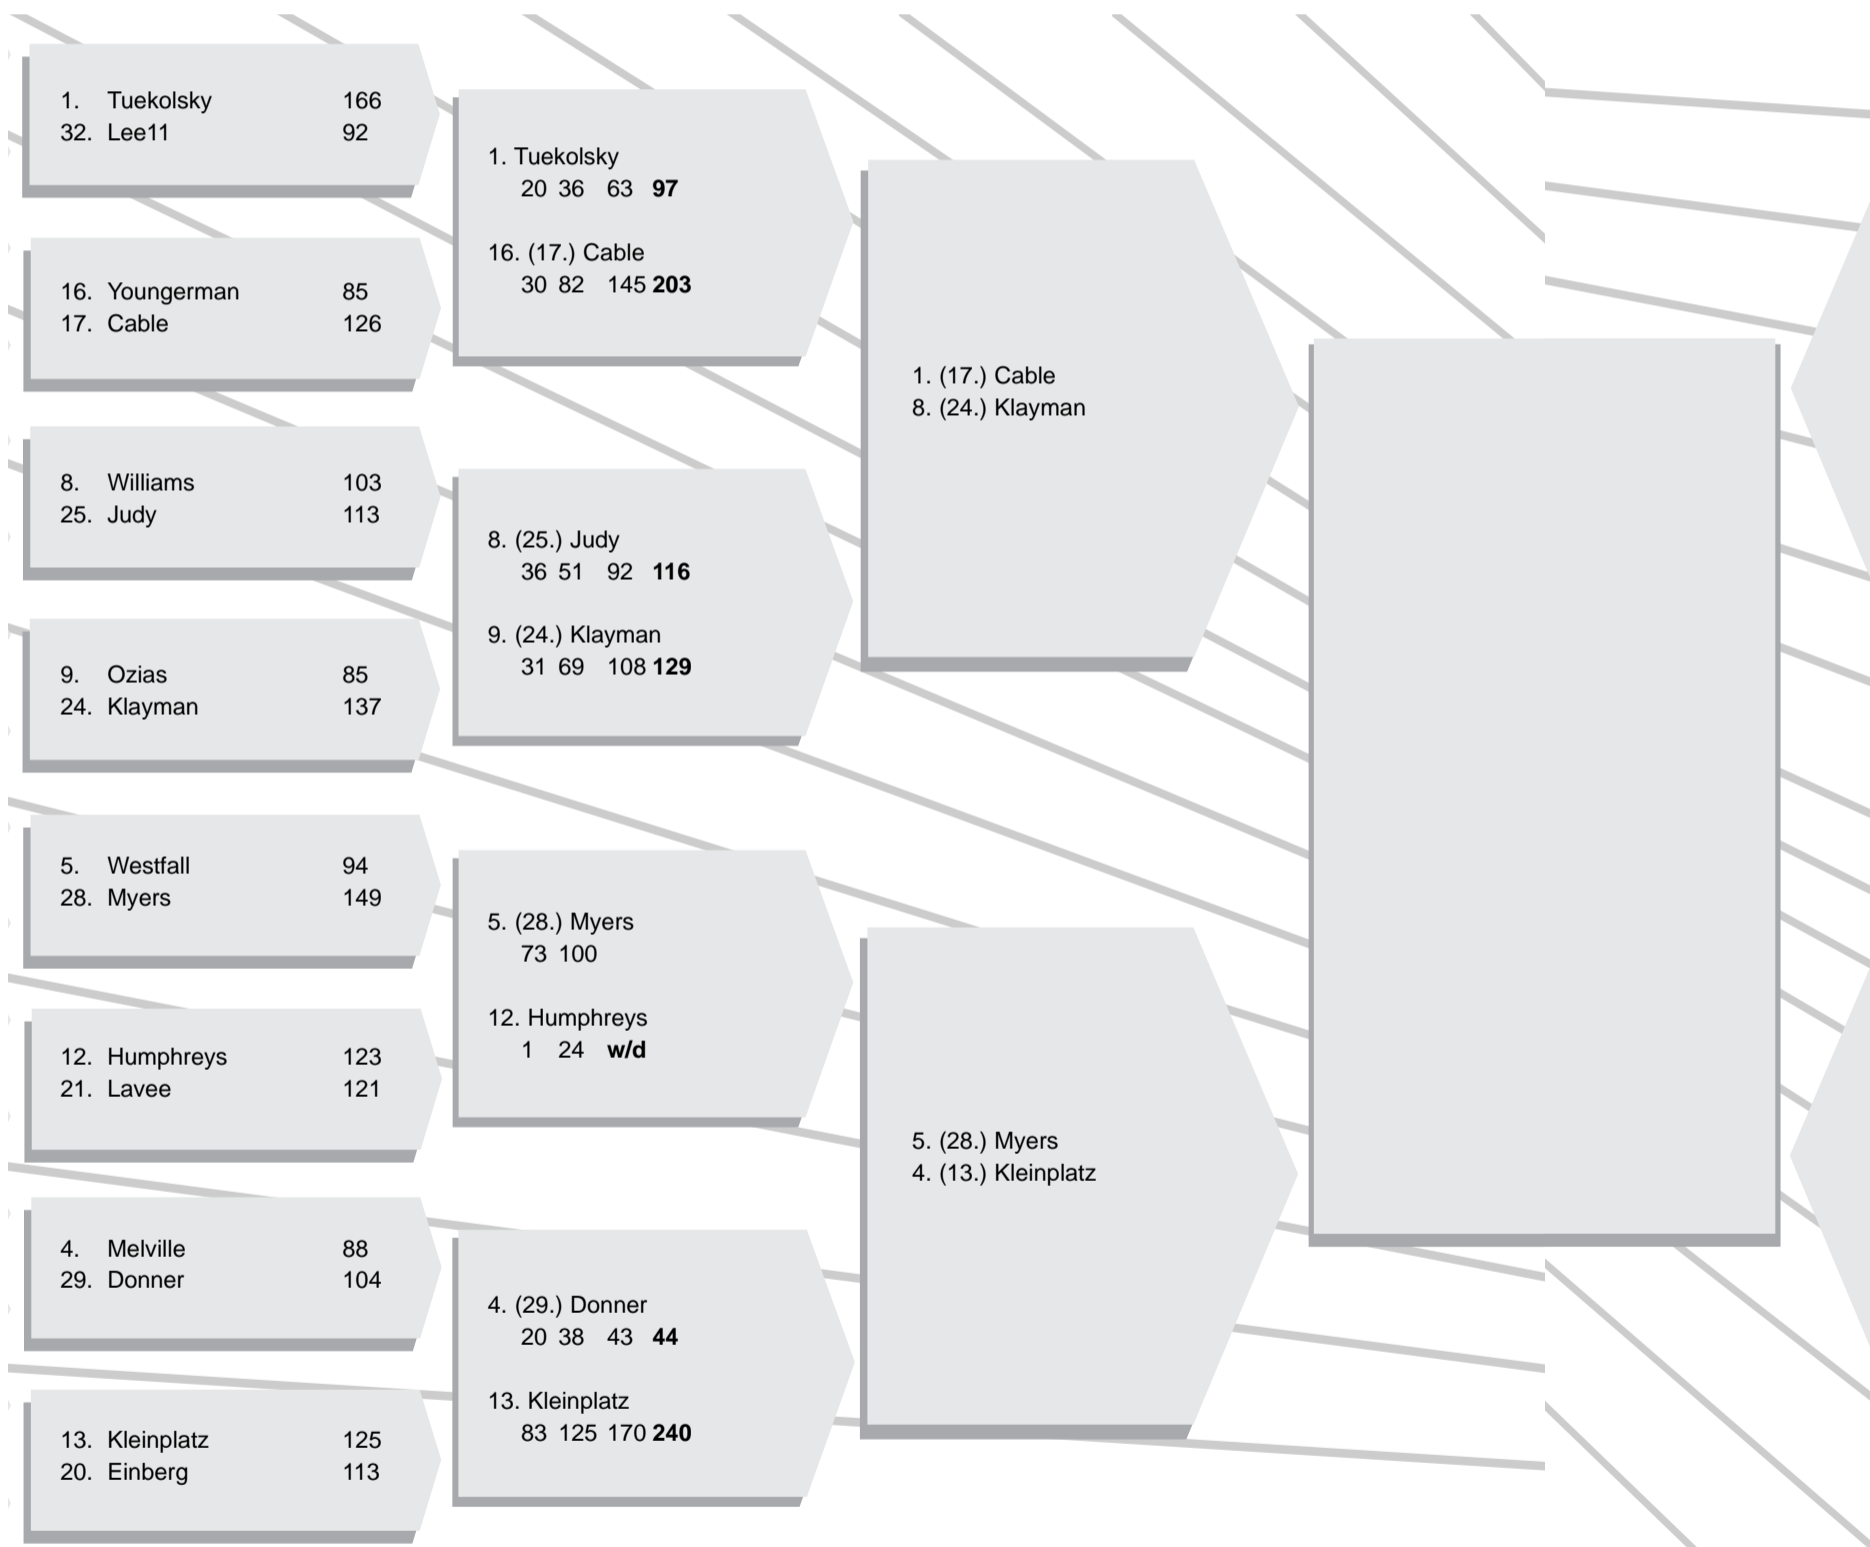 1. Tuekolsky 166
32. Lee11 92
16. Youngerman 85
17. Cable 126
8. Williams 103
25. Judy 113
9. Ozias 85
24. Klayman 137
5. Westfall 94
28. Myers 149
12. Humphreys 123
21. Lavee 121
4. Melville 88
29. Donner 104
13. Kleinplatz 125
20. Einberg 113
1. Tuekolsky
20 36 63 97
16. (17.) Cable
30 82 145 203
8. (25.) Judy
36 51 92 116
9. (24.) Klayman
31 69 108 129
5. (28.) Myers
73 100
12. Humphreys
1 24 w/d
4. (29.) Donner
20 38 43 44
13. Kleinplatz
83 125 170 240
1. (17.) Cable
8. (24.) Klayman
5. (28.) Myers
4. (13.) Kleinplatz